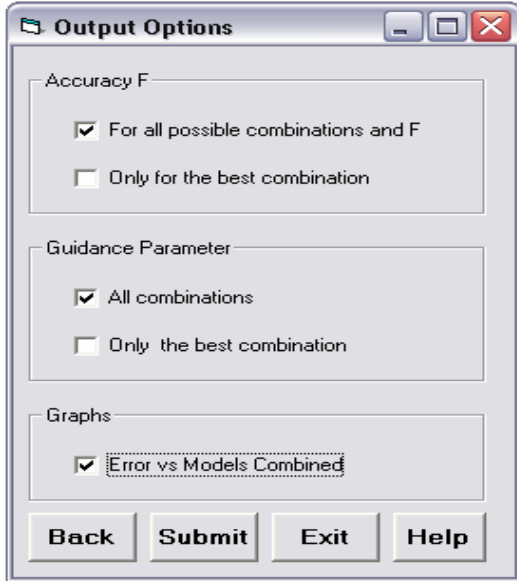 Output Options
Accuracy F
For all possible combinations and F
Only for the best combination
Guidance Parameter
All combinations
Only the best combination
Graphs
Error vs Models Combined
Back Submit Exit Help